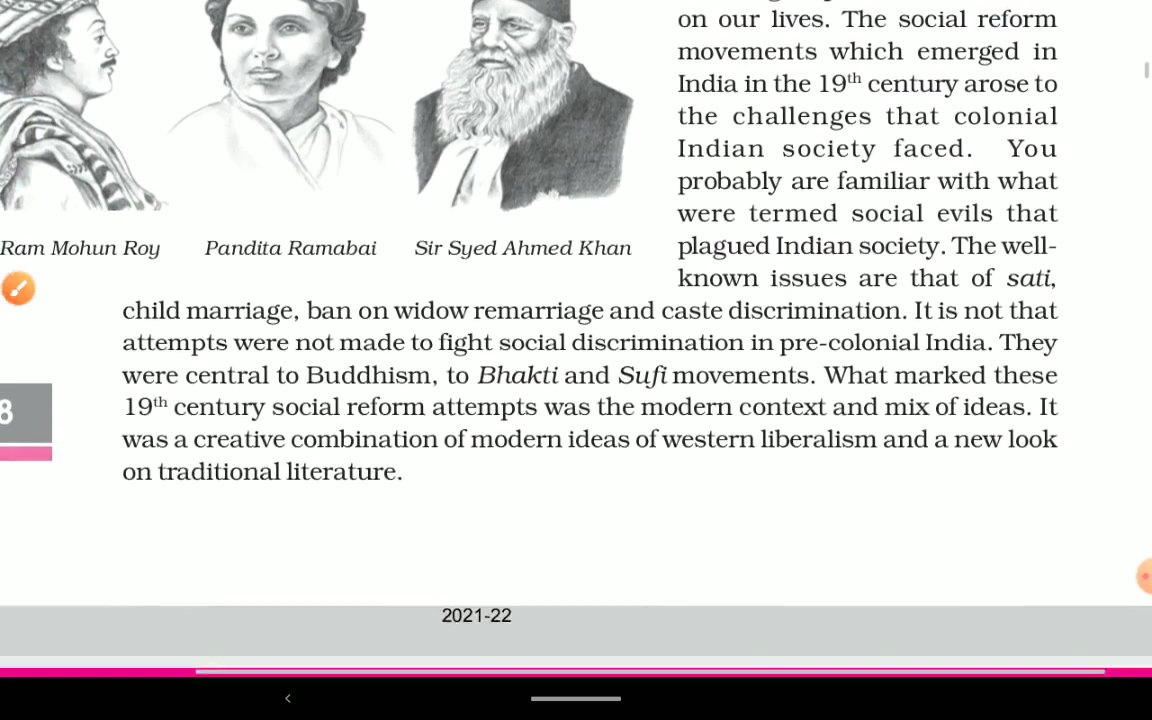 on our lives. The social reform
movements which emerged in
India in the 19th century arose to
the challenges that colonial
Indian society faced. You
probably are familiar with what
were termed social evils that
plagued Indian society. The well-
known issues are that of sati,
Ram Mohun Roy
Pandita Ramabai
Sir Syed Ahmed Khan
child marriage, ban on widow remarriage and caste discrimination. It is not that
attempts were not made to fight social discrimination in pre-colonial India. They
were central to Buddhism, to Bhakti and Sufi movements. What marked these
19th century social reform attempts was the modern context and mix of ideas. It
was a creative combination of modern ideas of western liberalism and a new look
on traditional literature.
8
2021-22